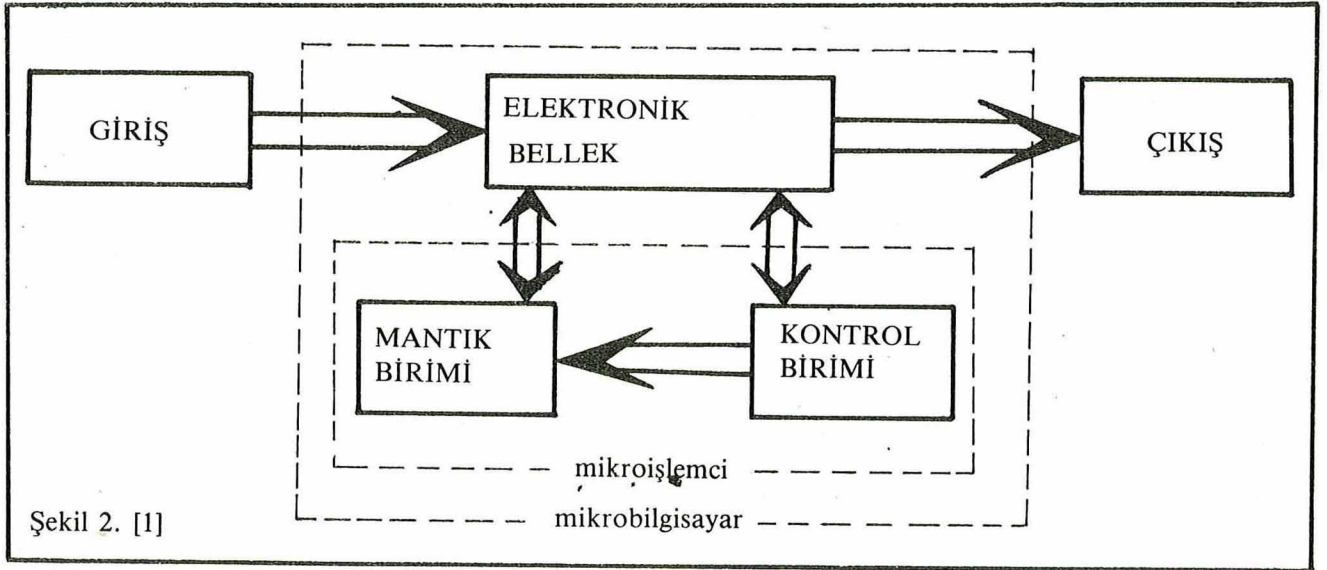 GİRİŞ
ELEKTRONİK
BELLEK
ÇIKIŞ
MANTIK
BİRİMİ
KONTROL
BİRİMİ
mikroişlemci
mikrobilgisayar
Şekil 2. [1]